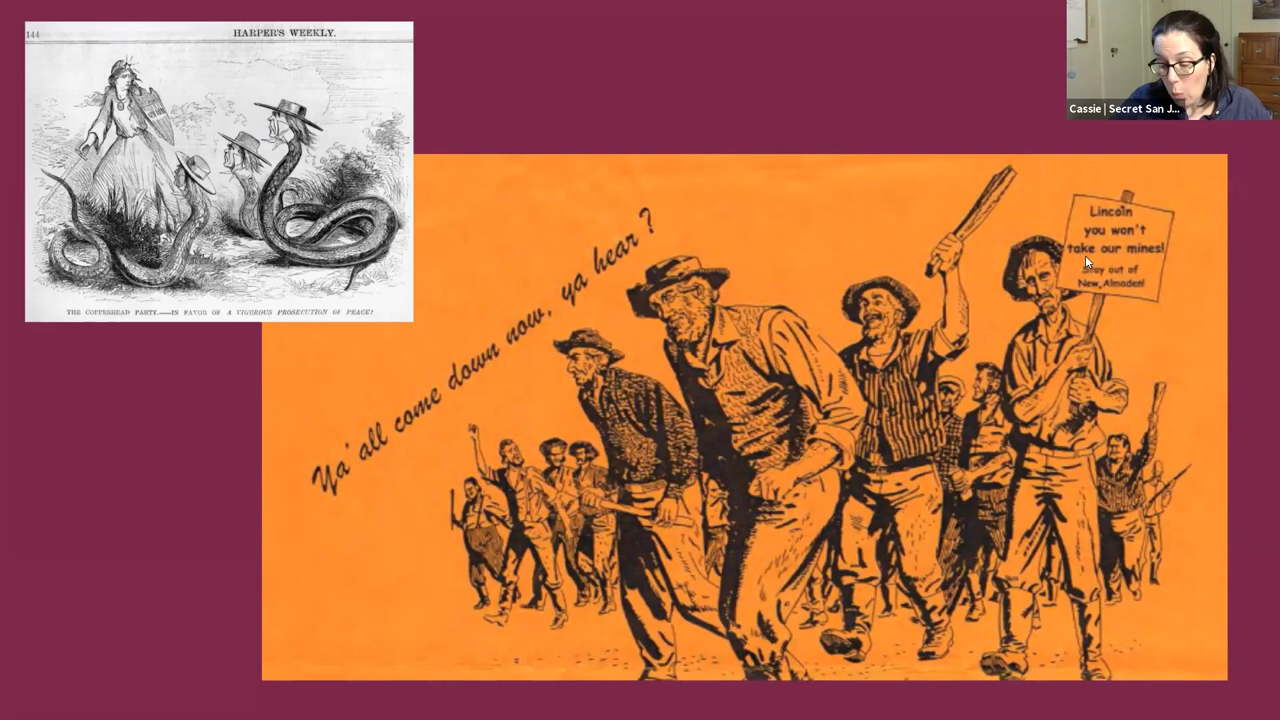 144
HARPER'S WEEKLY.
UNION
THE COPPERHEAD PARTY.—IN FAVOR OF A VIGOROUS PROSECUTION OF PEACE!
Cassie | Secret San J...
Ya'all come down now, ya hear?
Lincoln
you won't
take our mines!
Stay out of
New Almaden!